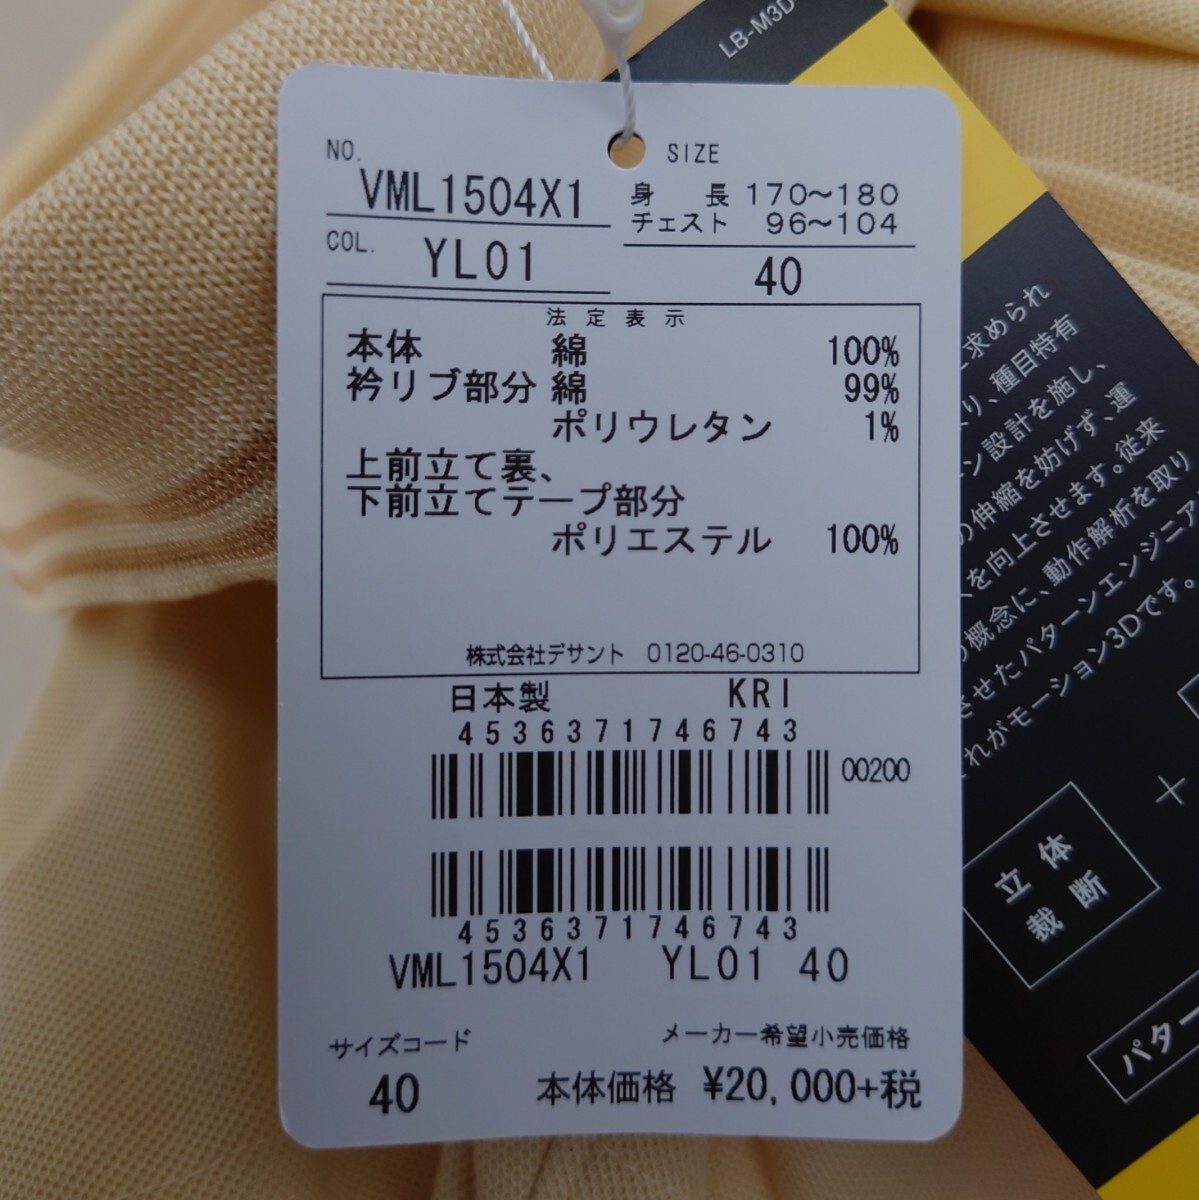 LB-M3D
NO.
VML1504X1
COL.
YL01
SIZE
身 長 170~180
チェスト 96~104
40
法定表示
本体 綿 100%
衿リブ部分 綿 99%
ポリウレタン 1%
上前立て裏、
下前立てテープ部分
ポリエステル 100%
株式会社デサント 0120-46-0310
日本製 KRI
4536371746743
00200
4536371746743
VML1504X1 YL01 40
サイズコード
40
メーカー希望小売価格
本体価格 ¥20,000+税
求められ
り、種目特有
ン設計を施し、
の伸縮を妨げず、運
を向上させます。従来
の概念に、動作解析を取り
させたパターンエンジニア
れがモーション3Dです。
+
立体
裁断
パター